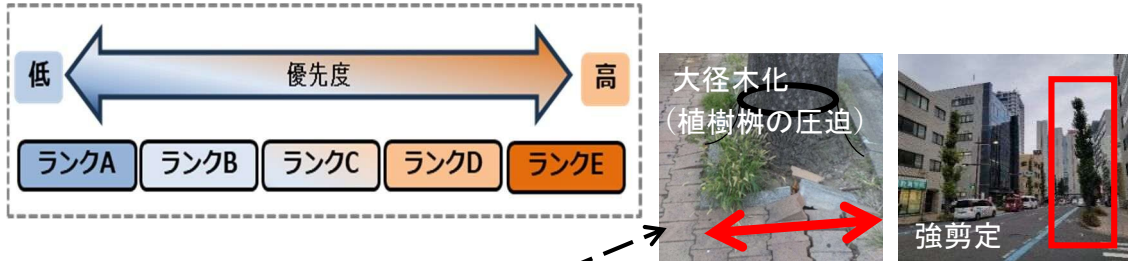 低
優先度
高
ランクA
ランクB
ランクC
ランクD
ランクE
大径木化
(植樹桝の圧迫)
強剪定